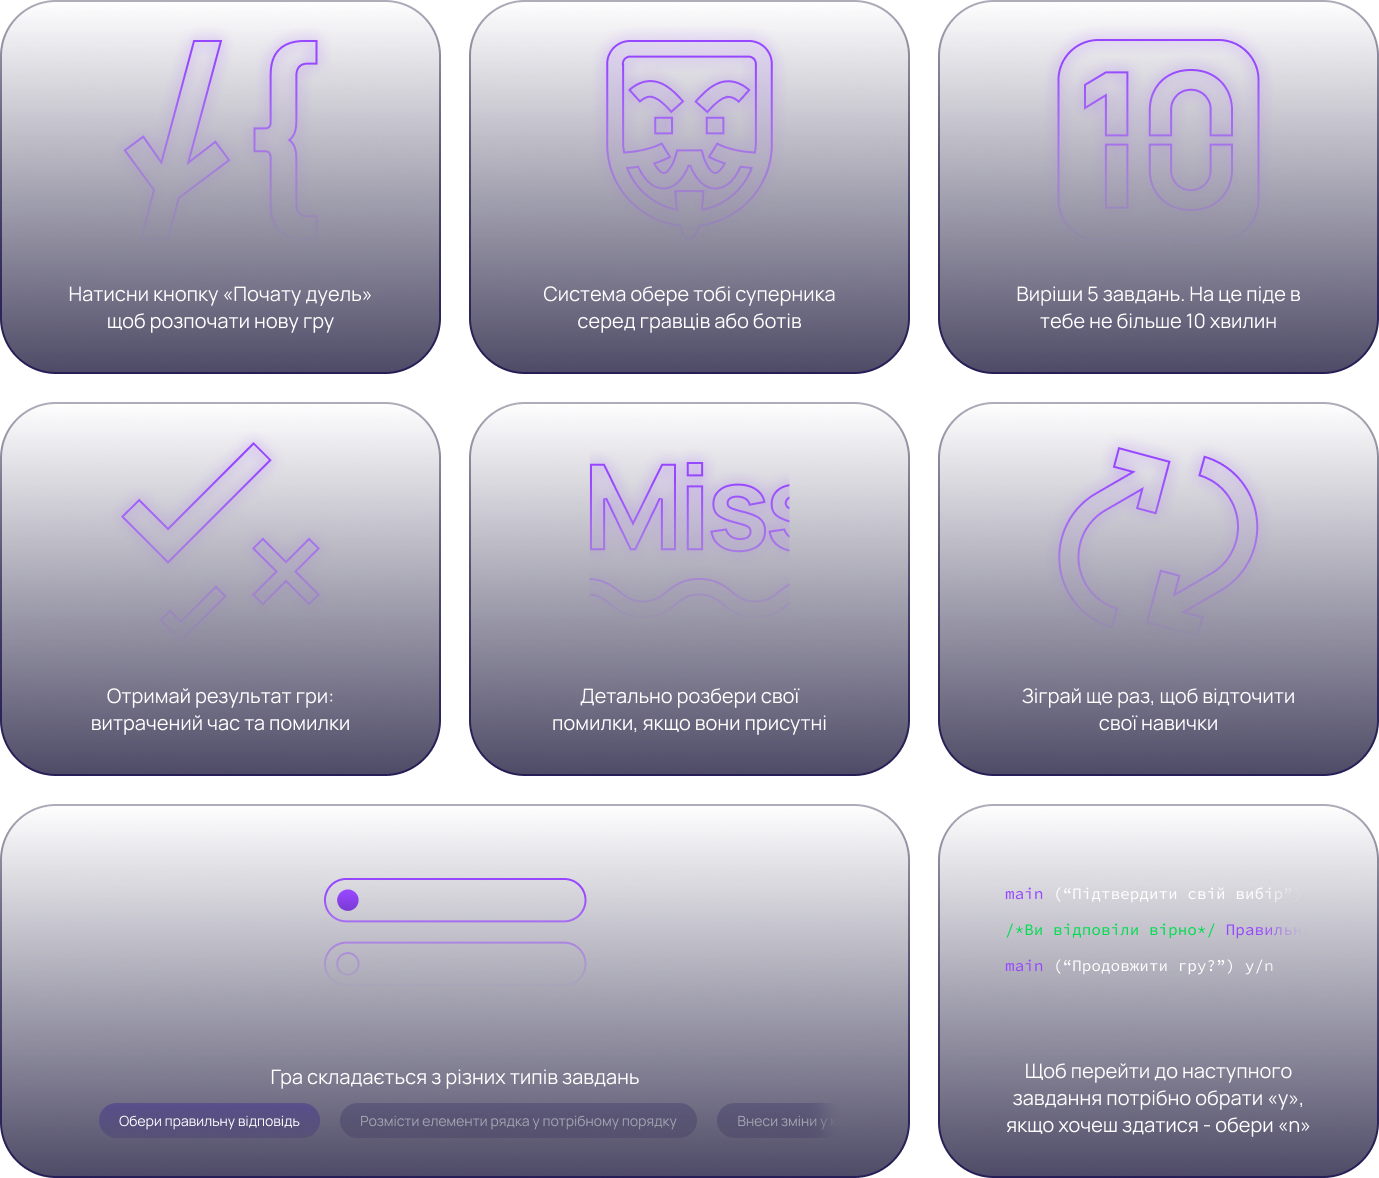 Натисни кнопку «Почату дуель»
щоб розпочати нову гру
Система обере тобі суперника
серед гравців або ботів
10
Виріши 5 завдань. На це піде в
тебе не більше 10 хвилин
Отримай результат гри:
витрачений час та помилки
Miss
Детально розбери свої
помилки, якщо вони присутні
Зіграй ще раз, щоб відточити
свої навички
Гра складається з різних типів завдань
Обери правильну відповідь
Розмісти елементи рядка у потрібному порядку
Внеси зміни у
main (“Підтвердити свій вибір”)
/*Ви відповіли вірно*/ Правильн
main (“Продовжити гру?”) y/n
Щоб перейти до наступного
завдання потрібно обрати «y»,
якщо хочеш здатися - обери «n»